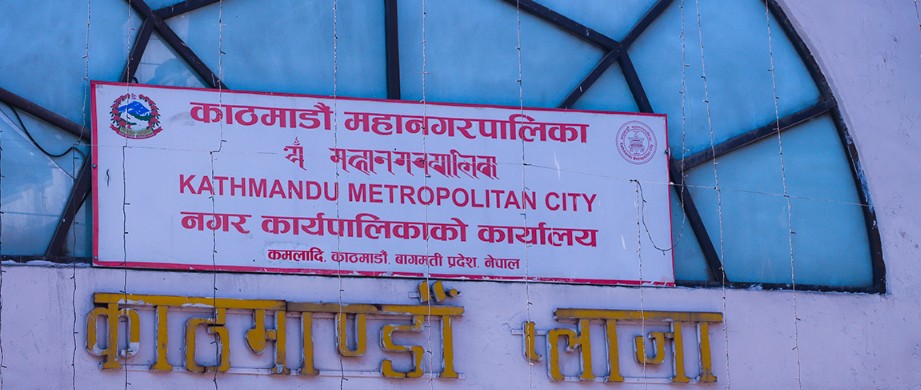 काठमाडौं महानगरपालिका
KATHMANDU METROPOLITAN CITY
नगर कार्यपालिकाको कार्यालय
कमलादि, काठमाडौं, बागमती प्रदेश, नेपाल
काठमाण्डौं प्लाजा